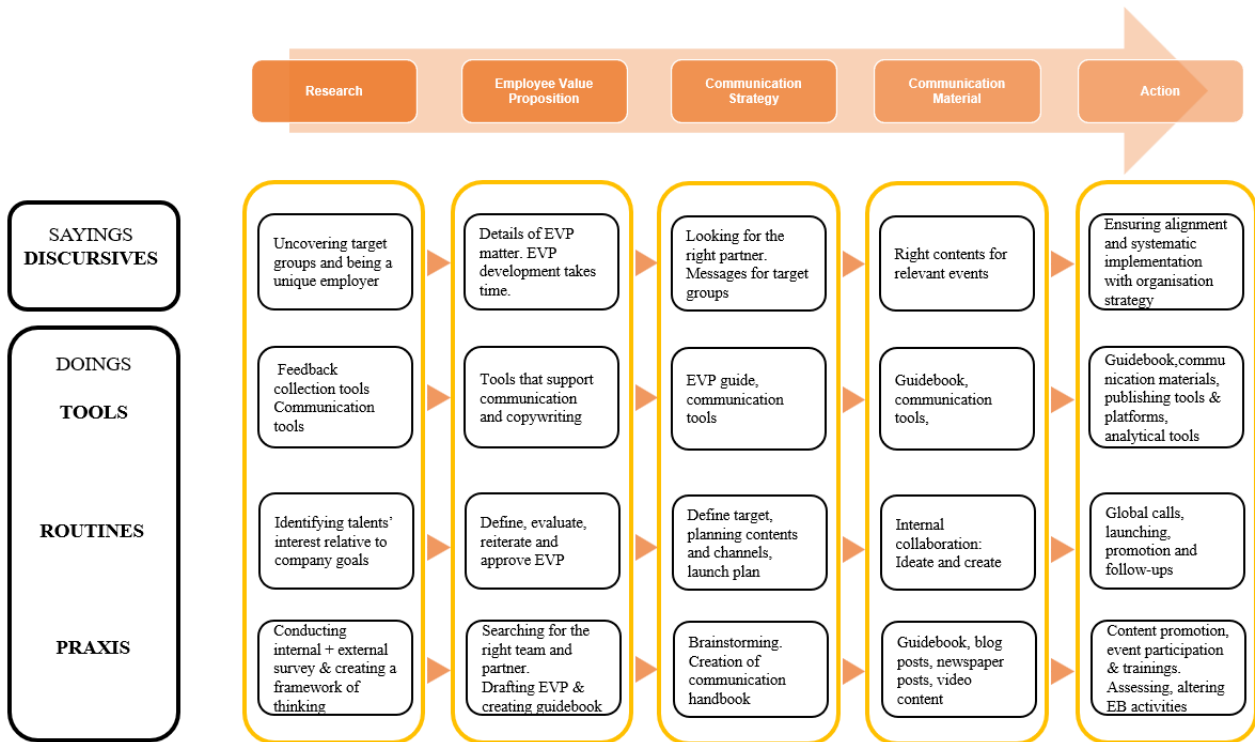 Research
Employee Value
Proposition
Communication
Strategy
Communication
Material
Action
SAYINGS
DISCURSIVES
Uncovering target
groups and being a
unique employer
Details of EVP
matter. EVP
development takes
time.
Looking for the
right partner.
Messages for target
groups
Right contents for
relevant events
Ensuring alignment
and systematic
implementation
with organisation
strategy
DOINGS
TOOLS
Feedback
collection tools
Communication
tools
Tools that support
communication
and copywriting
EVP guide,
communication
tools
Guidebook,
communication
tools,
Guidebook,commu
nication materials,
publishing tools &
platforms,
analytical tools
ROUTINES
Identifying talents’
interest relative to
company goals
Define, evaluate,
reiterate and
approve EVP
Define target,
planning contents
and channels,
launch plan
Internal
collaboration:
Ideate and create
Global calls,
launching,
promotion and
follow-ups
PRAXIS
Conducting
internal + external
survey & creating a
framework of
thinking
Searching for the
right team and
partner.
Drafting EVP &
creating guidebook
Brainstorming.
Creation of
communication
handbook
Guidebook, blog
posts, newspaper
posts, video
content
Content promotion,
event participation
& trainings.
Assessing, altering
EB activities